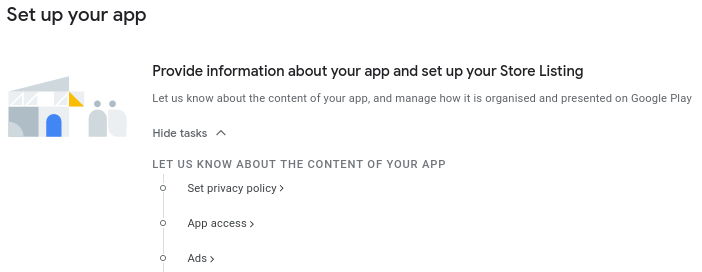 Set up your app
Provide information about your app and set up your Store Listing
Let us know about the content of your app, and manage how it is organised and presented on Google Play
Hide tasks
LET US KNOW ABOUT THE CONTENT OF YOUR APP
Set privacy policy
App access
Ads